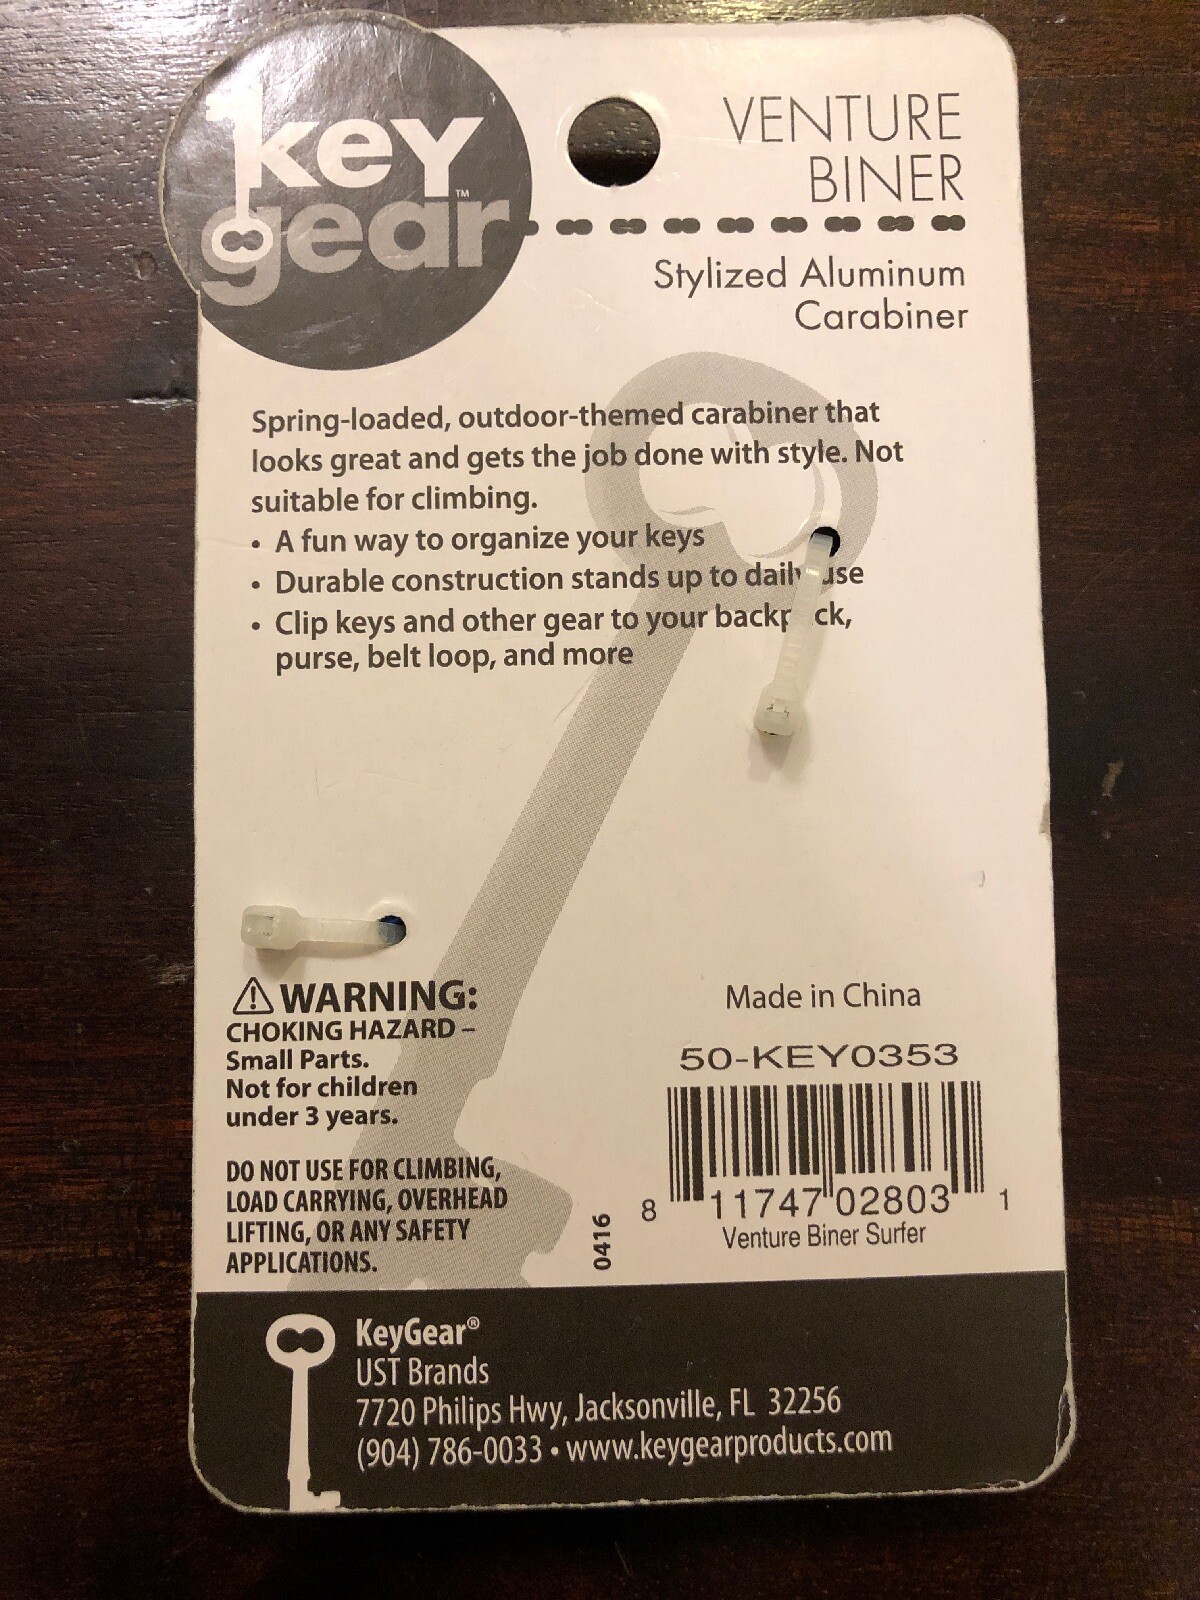 key
gear™
VENTURE
BINER
Stylized Aluminum
Carabiner
Spring-loaded, outdoor-themed carabiner that
looks great and gets the job done with style. Not
suitable for climbing.
• A fun way to organize your keys
• Durable construction stands up to daily use
• Clip keys and other gear to your backpack,
purse, belt loop, and more
⚠ WARNING:
CHOKING HAZARD –
Small Parts.
Not for children
under 3 years.
DO NOT USE FOR CLIMBING,
LOAD CARRYING, OVERHEAD
LIFTING, OR ANY SAFETY
APPLICATIONS.
0416
Made in China
50-KEY0353
8 11747 02803 1
Venture Biner Surfer
KeyGear®
UST Brands
7720 Philips Hwy, Jacksonville, FL 32256
(904) 786-0033 • www.keygearproducts.com